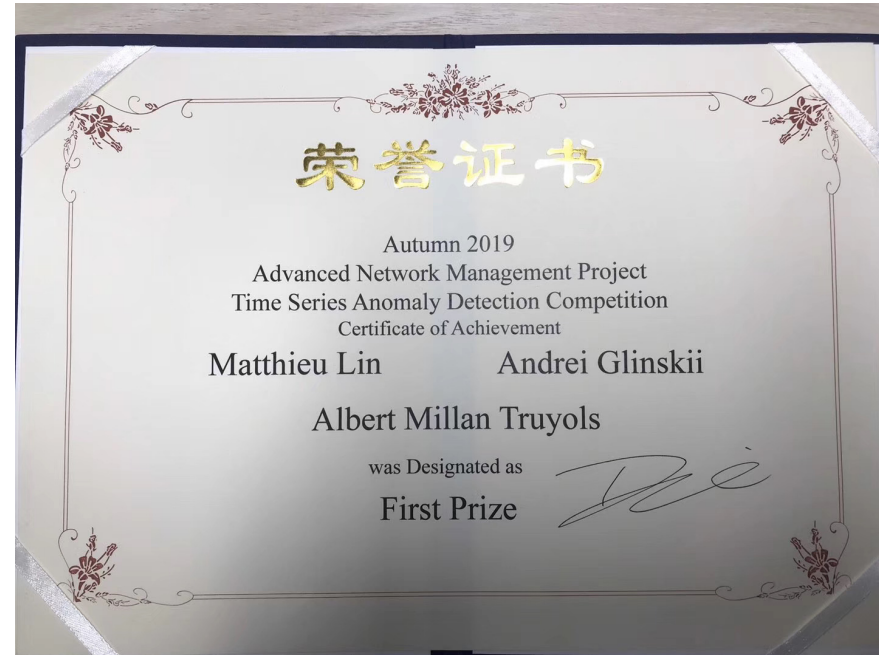 荣誉证书
Autumn 2019
Advanced Network Management Project
Time Series Anomaly Detection Competition
Certificate of Achievement
Matthieu Lin Andrei Glinskii
Albert Millan Truyols
was Designated as
First Prize